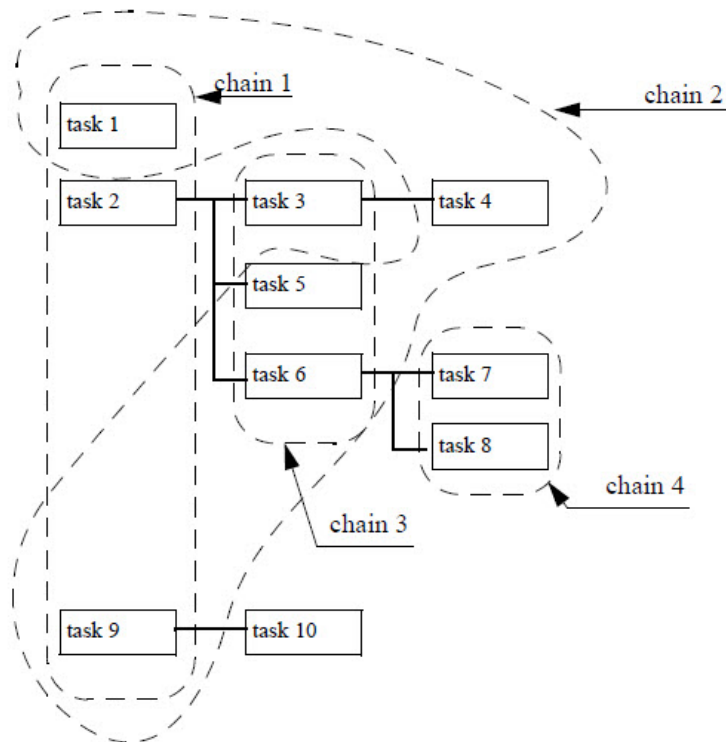 chain 1
chain 2
task 1
task 2
task 3
task 4
task 5
task 6
task 7
task 8
chain 4
chain 3
task 9
task 10